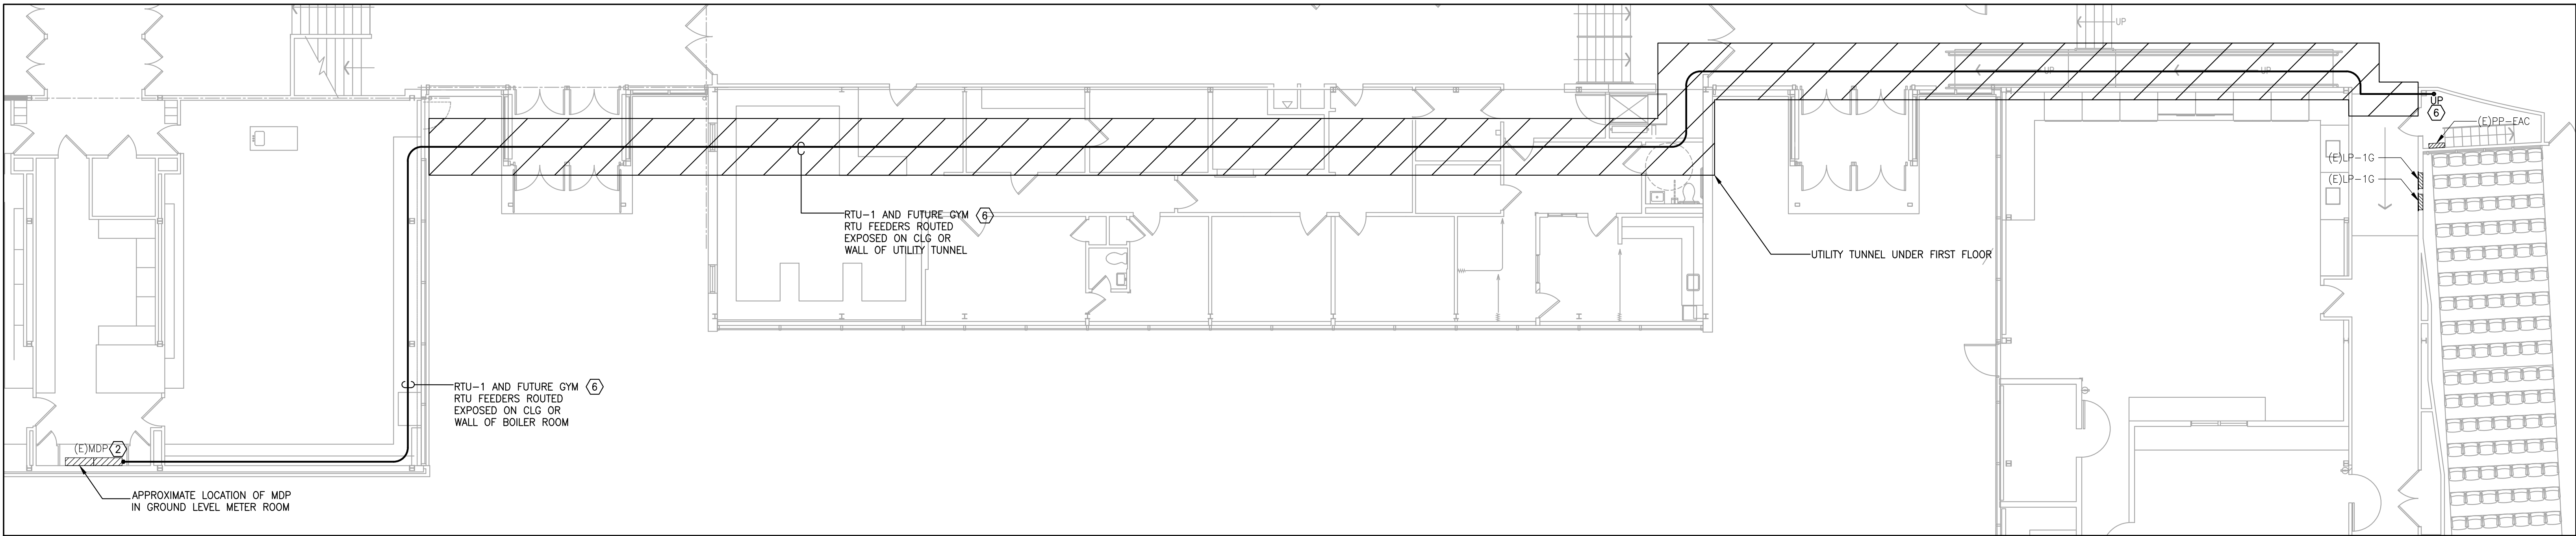 UP
UP
UP
UP
6
(E)PP-EAC
(E)LP-1G
(E)LP-1G
RTU-1 AND FUTURE GYM 6
RTU FEEDERS ROUTED
EXPOSED ON CLG OR
WALL OF UTILITY TUNNEL
UTILITY TUNNEL UNDER FIRST FLOOR
RTU-1 AND FUTURE GYM 6
RTU FEEDERS ROUTED
EXPOSED ON CLG OR
WALL OF BOILER ROOM
(E)MDP 2
APPROXIMATE LOCATION OF MDP
IN GROUND LEVEL METER ROOM